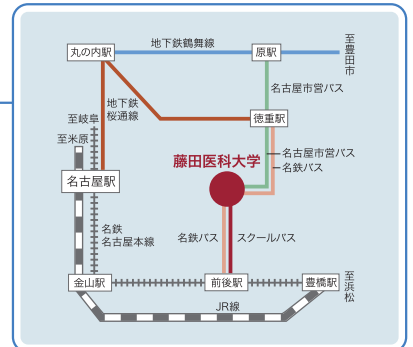 地下鉄鶴舞線
至豊田市
丸の内駅
原駅
名古屋市営バス
地下鉄
桜通線
至岐阜
至米原
徳重駅
藤田医科大学
名古屋市営バス
名鉄バス
名古屋駅
名鉄
名古屋本線
名鉄バス
スクールバス
金山駅
前後駅
豊橋駅
至浜松
JR線